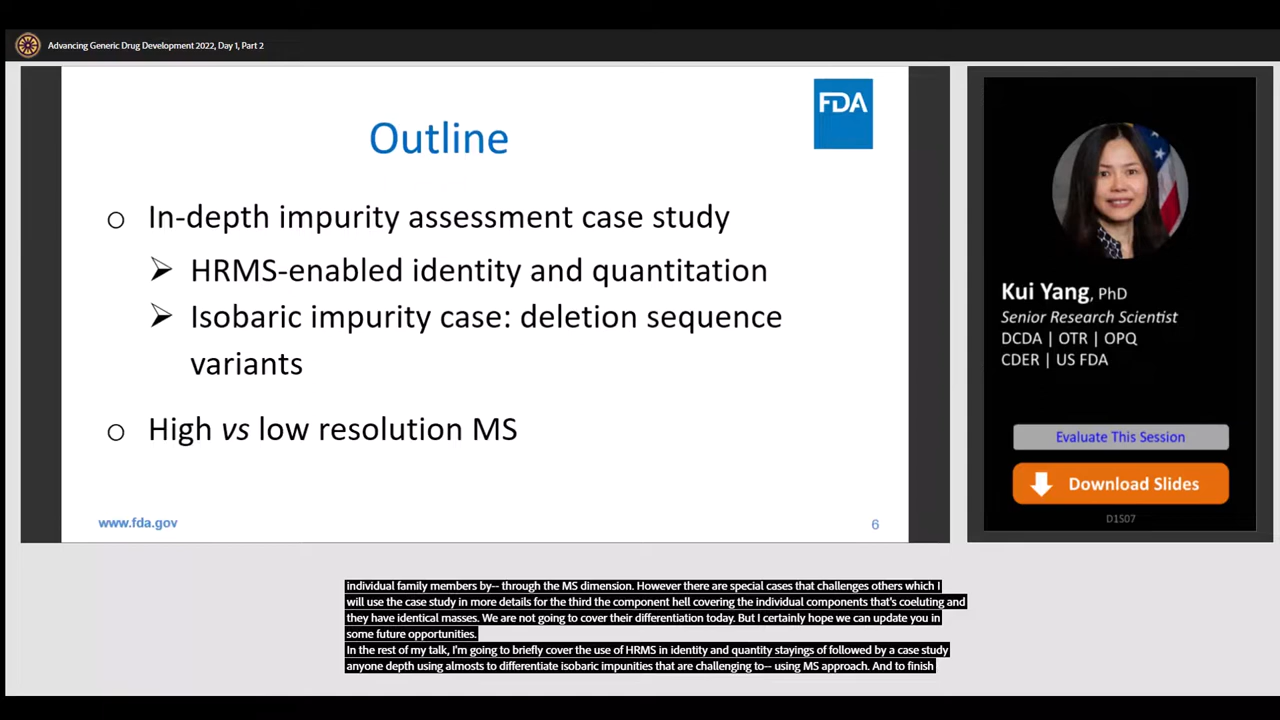 Advancing Generic Drug Development 2022, Day 1, Part 2
FDA
Outline
o In-depth impurity assessment case study
➢ HRMS-enabled identity and quantitation
➢ Isobaric impurity case: deletion sequence
variants
o High vs low resolution MS
www.fda.gov
6
Kui Yang, PhD
Senior Research Scientist
DCDA | OTR | OPQ
CDER | US FDA
Evaluate This Session
Download Slides
D1S07
individual family members by-- through the MS dimension. However there are special cases that challenges others which I
will use the case study in more details for the third the component hell covering the individual components that's coeluting and
they have identical masses. We are not going to cover their differentiation today. But I certainly hope we can update you in
some future opportunities.
In the rest of my talk, I'm going to briefly cover the use of HRMS in identity and quantity stayings of followed by a case study
anyone depth using almosts to differentiate isobaric impunities that are challenging to-- using MS approach. And to finish